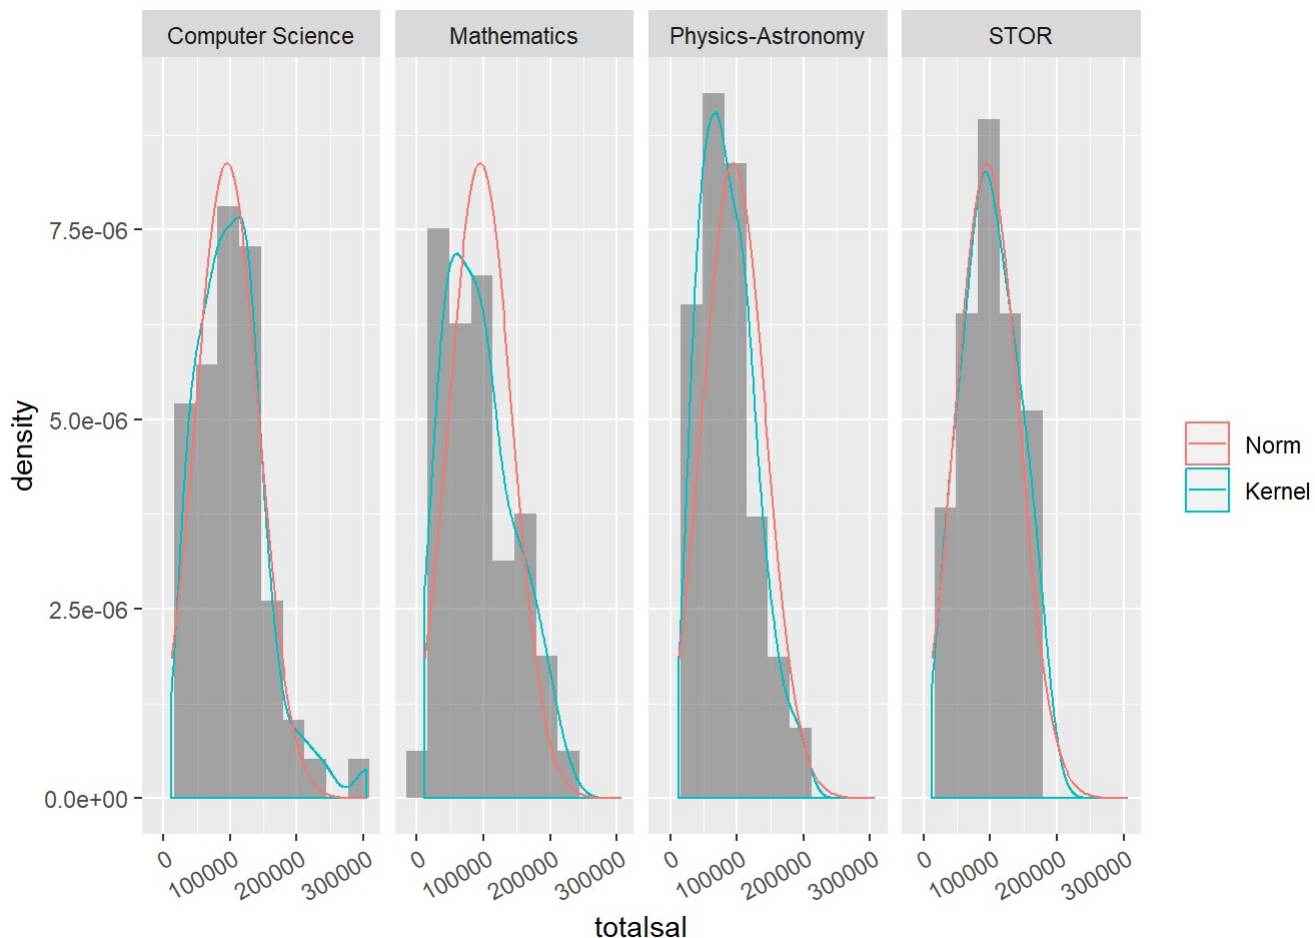 Computer Science
Mathematics
Physics-Astronomy
STOR
density
7.5e-06
5.0e-06
2.5e-06
0.0e+00
Norm
Kernel
0 100000 200000 300000
0 100000 200000 300000
0 100000 200000 300000
0 100000 200000 300000
totalsal